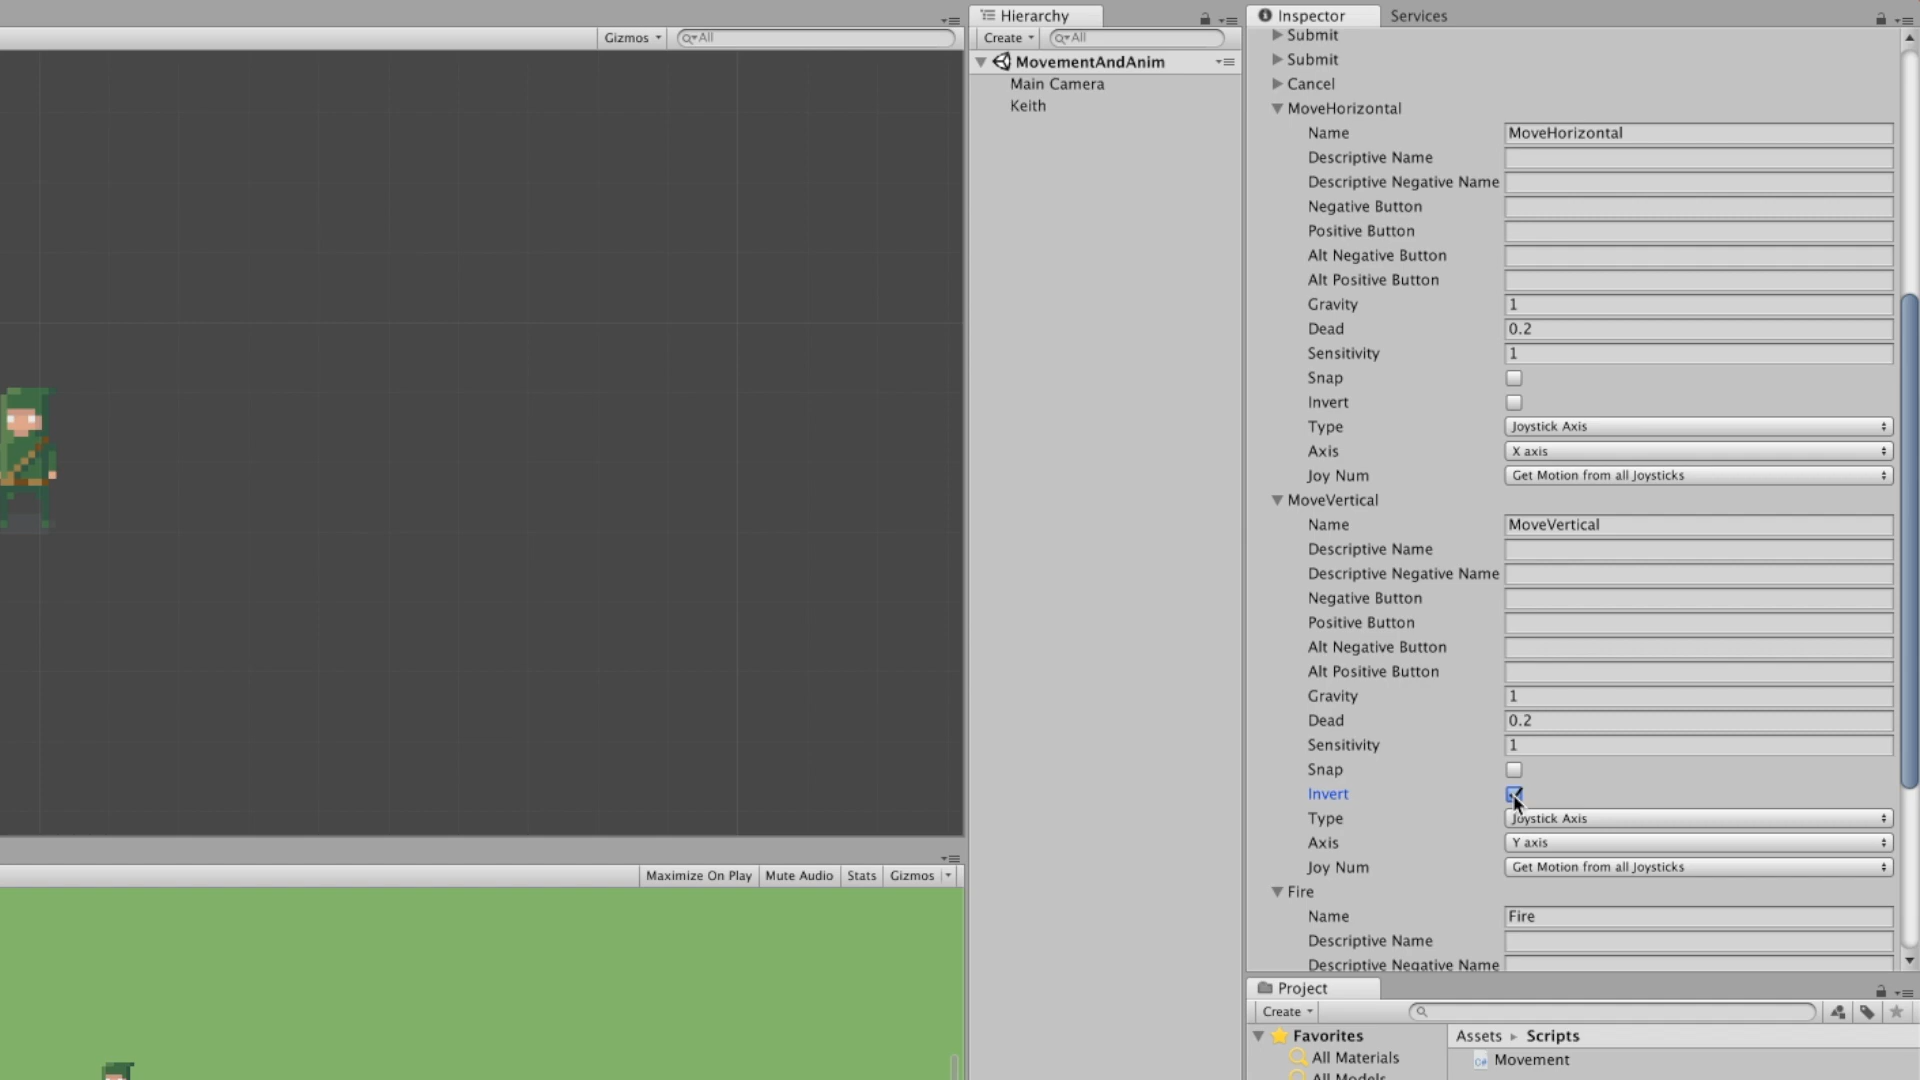 Gizmos
All
Maximize On Play Mute Audio Stats Gizmos
Hierarchy
Create All
MovementAndAnim
Main Camera
Keith
Inspector Services
Submit
Submit
Cancel
MoveHorizontal
Name MoveHorizontal
Descriptive Name
Descriptive Negative Name
Negative Button
Positive Button
Alt Negative Button
Alt Positive Button
Gravity 1
Dead 0.2
Sensitivity 1
Snap
Invert
Type Joystick Axis
Axis X axis
Joy Num Get Motion from all Joysticks
MoveVertical
Name MoveVertical
Descriptive Name
Descriptive Negative Name
Negative Button
Positive Button
Alt Negative Button
Alt Positive Button
Gravity 1
Dead 0.2
Sensitivity 1
Snap
Invert
Type Joystick Axis
Axis Y axis
Joy Num Get Motion from all Joysticks
Fire
Name Fire
Descriptive Name
Descriptive Negative Name
Project
Create
Favorites
All Materials
All Models
Assets Scripts
Movement